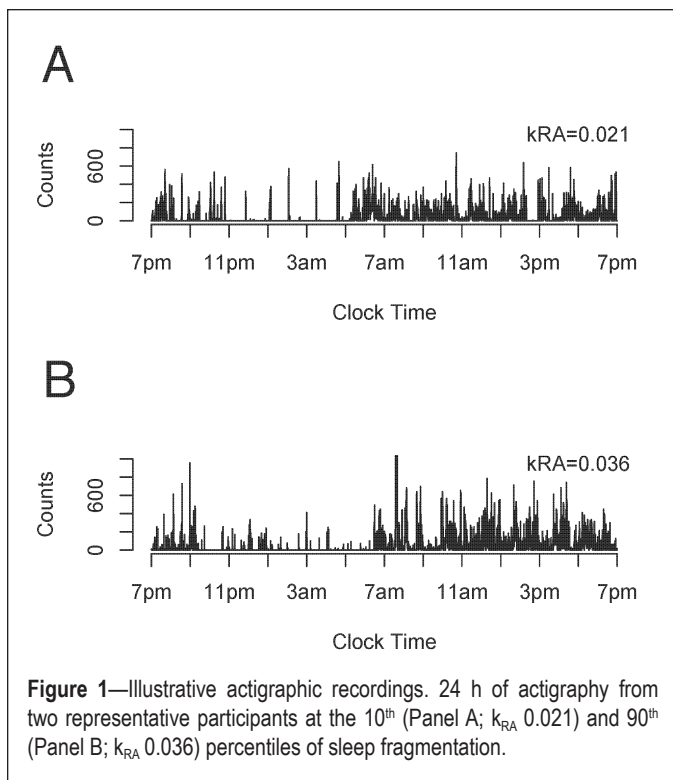 A
kRA=0.021
Counts
600
0
7pm 11pm 3am 7am 11am 3pm 7pm
Clock Time
B
kRA=0.036
Counts
600
0
7pm 11pm 3am 7am 11am 3pm 7pm
Clock Time
Figure 1—Illustrative actigraphic recordings. 24 h of actigraphy from
two representative participants at the 10th (Panel A; kRA 0.021) and 90th
(Panel B; kRA 0.036) percentiles of sleep fragmentation.